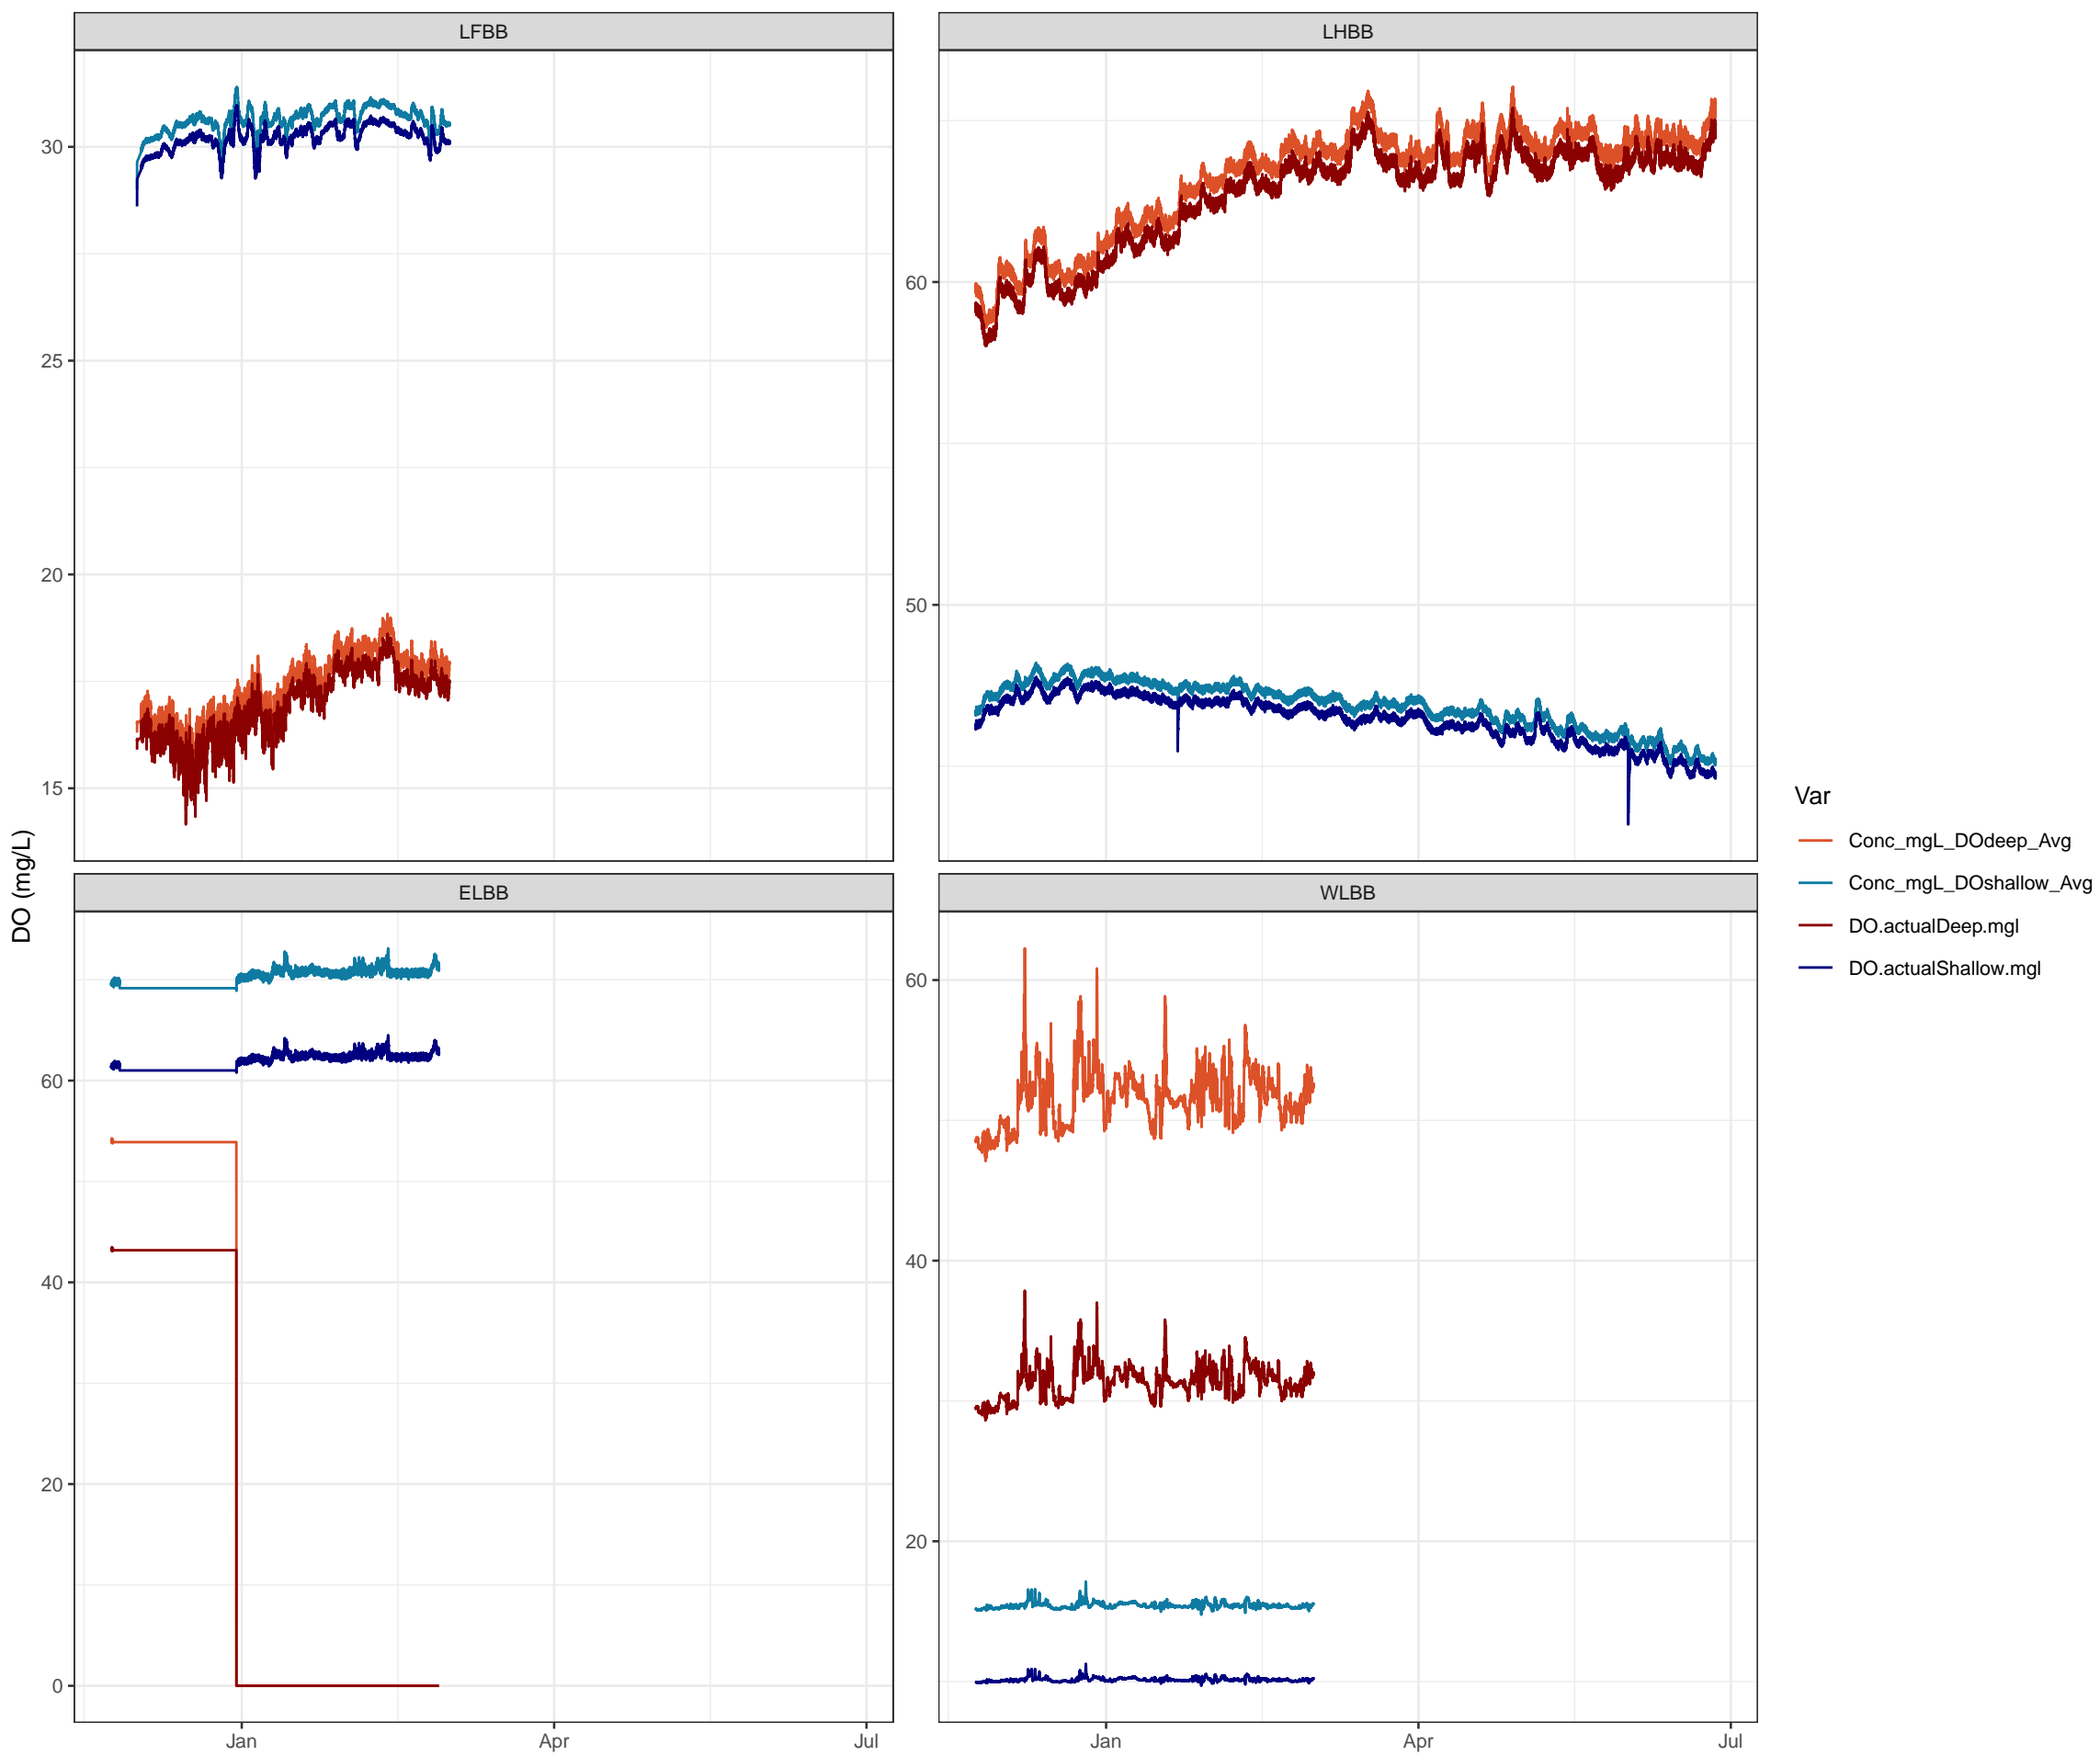 LFBB
LHBB
30
25
20
15
60
50
DO (mg/L)
ELBB
WLBB
60
40
20
0
60
40
20
Jan
Apr
Jul
Jan
Apr
Jul
Var
Conc_mgL_DOdeep_Avg
Conc_mgL_DOshallow_Avg
DO.actualDeep.mgl
DO.actualShallow.mgl